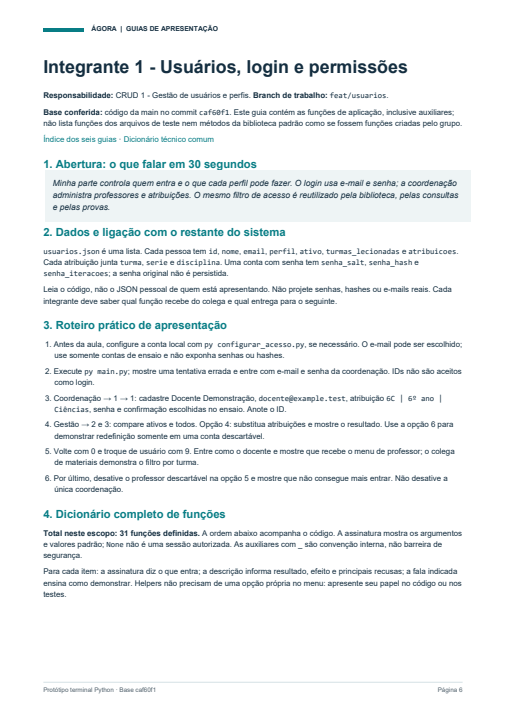 ÁGORA | GUIAS DE APRESENTAÇÃO
Integrante 1 - Usuários, login e permissões
Responsabilidade: CRUD 1 - Gestão de usuários e perfis. Branch de trabalho: feat/usuarios.
Base conferida: código da main no commit caf60f1. Este guia contém as funções de aplicação, inclusive auxiliares;
não lista funções dos arquivos de teste nem métodos da biblioteca padrão como se fossem funções criadas pelo grupo.
Índice dos seis guias · Dicionário técnico comum
1. Abertura: o que falar em 30 segundos
Minha parte controla quem entra e o que cada perfil pode fazer. O login usa e-mail e senha; a coordenação
administra professores e atribuições. O mesmo filtro de acesso é reutilizado pela biblioteca, pelas consultas
e pelas provas.
2. Dados e ligação com o restante do sistema
usuarios.json é uma lista. Cada pessoa tem id, nome, email, perfil, ativo, turmas_lecionadas e atribuicoes.
Cada atribuição junta turma, serie e disciplina. Uma conta com senha tem senha_salt, senha_hash e
senha_iteracoes; a senha original não é persistida.
Leia o código, não o JSON pessoal de quem está apresentando. Não projete senhas, hashes ou e-mails reais. Cada
integrante deve saber qual função recebe do colega e qual entrega para o seguinte.
3. Roteiro prático de apresentação
1. Antes da aula, configure a conta local com py configurar_acesso.py, se necessário. O e-mail pode ser escolhido;
use somente contas de ensaio e não exponha senhas ou hashes.
2. Execute py main.py; mostre uma tentativa errada e entre com e-mail e senha da coordenação. IDs não são aceitos
como login.
3. Coordenação → 1 → 1: cadastre Docente Demonstração, docente@example.test, atribuição 6C | 6º ano |
Ciências, senha e confirmação escolhidas no ensaio. Anote o ID.
4. Gestão → 2 e 3: compare ativos e todos. Opção 4: substitua atribuições e mostre o resultado. Use a opção 6 para
demonstrar redefinição somente em uma conta descartável.
5. Volte com 0 e troque de usuário com 9. Entre como o docente e mostre que recebe o menu de professor; o colega
de materiais demonstra o filtro por turma.
6. Por último, desative o professor descartável na opção 5 e mostre que não consegue mais entrar. Não desative a
única coordenação.
4. Dicionário completo de funções
Total neste escopo: 31 funções definidas. A ordem abaixo acompanha o código. A assinatura mostra os argumentos
e valores padrão; None não é uma sessão autorizada. As auxiliares com _ são convenção interna, não barreira de
segurança.
Para cada item: a assinatura diz o que entra; a descrição informa resultado, efeito e principais recusas; a fala indicada
ensina como demonstrar. Helpers não precisam de uma opção própria no menu: apresente seu papel no código ou nos
testes.
Protótipo terminal Python · Base caf60f1
Página 6